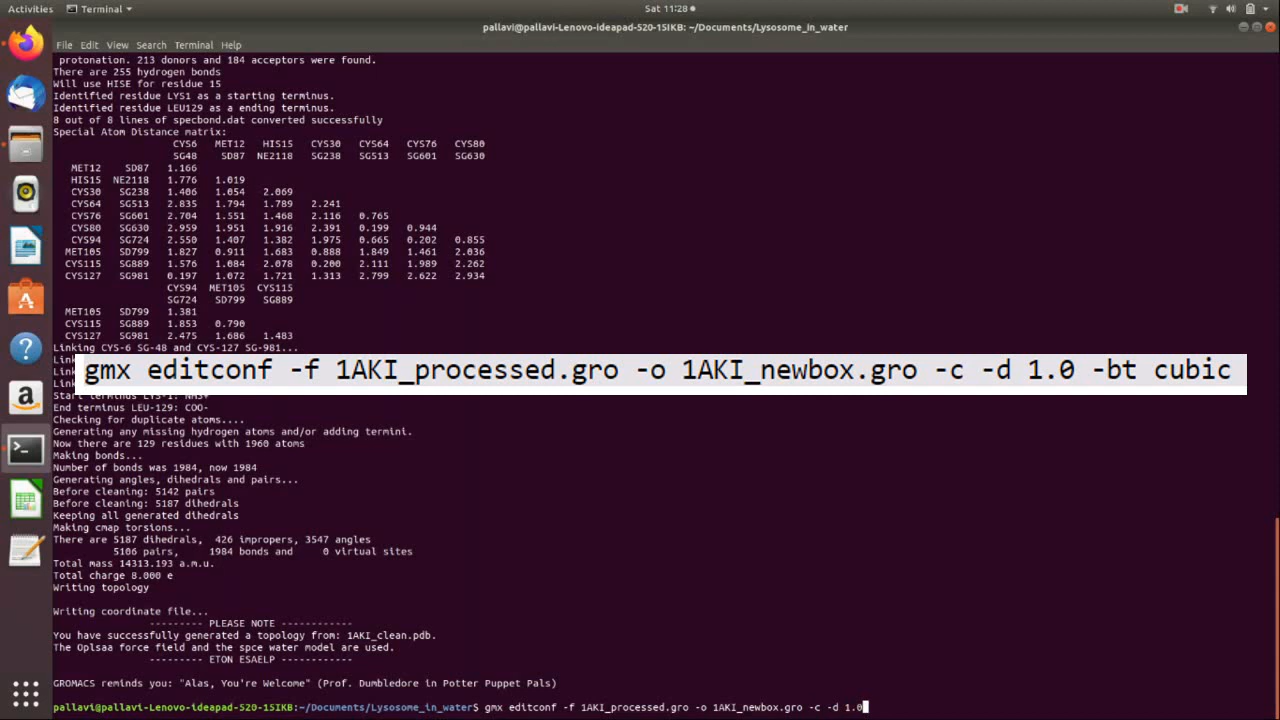 Activities Terminal Sat 11:28
pallavi@pallavi-Lenovo-ideapad-520-15IKB: ~/Documents/Lysosome_in_water
File Edit View Search Terminal Help
protonation. 213 donors and 184 acceptors were found.
There are 255 hydrogen bonds
Will use HISE for residue 15
Identified residue LYS1 as a starting terminus.
Identified residue LEU129 as a ending terminus.
8 out of 8 lines of specbond.dat converted successfully
Special Atom Distance matrix:
CYS6 MET12 HIS15 CYS30 CYS64 CYS76 CYS80
SG48 SD87 NE2118 SG238 SG513 SG601 SG630
MET12 SD87 1.166
HIS15 NE2118 1.776 1.019
CYS30 SG238 1.406 1.054 2.069
CYS64 SG513 2.835 1.794 1.789 2.241
CYS76 SG601 2.704 1.551 1.468 2.116 0.765
CYS80 SG630 2.959 1.951 1.916 2.391 0.199 0.944
CYS94 SG724 2.550 1.407 1.382 1.975 0.665 0.202 0.855
MET105 SD799 1.827 0.911 1.683 0.888 1.849 1.461 2.036
CYS115 SG889 1.576 1.084 2.078 0.200 2.111 1.989 2.262
CYS127 SG981 0.197 1.072 1.721 1.313 2.799 2.622 2.934
CYS94 MET105 CYS115
SG724 SD799 SG889
MET105 SD799 1.381
CYS115 SG889 1.853 0.790
CYS127 SG981 2.475 1.686 1.483
Linking CYS-6 SG-48 and CYS-127 SG-981...
gmx editconf -f 1AKI_processed.gro -o 1AKI_newbox.gro -c -d 1.0 -bt cubic
Start terminus LYS-1: NH3+
End terminus LEU-129: COO-
Checking for duplicate atoms....
Generating any missing hydrogen atoms and/or adding termini.
Now there are 129 residues with 1960 atoms
Making bonds...
Number of bonds was 1984, now 1984
Generating angles, dihedrals and pairs...
Before cleaning: 5142 pairs
Before cleaning: 5187 dihedrals
Keeping all generated dihedrals
Making cmap torsions...
There are 5187 dihedrals, 426 impropers, 3547 angles
5106 pairs, 1984 bonds and 0 virtual sites
Total mass 14313.193 a.m.u.
Total charge 8.000 e
Writing topology
Writing coordinate file...
--------- PLEASE NOTE ------------
You have successfully generated a topology from: 1AKI_clean.pdb.
The Oplsaa force field and the spce water model are used.
--------- ETON ESAELP ------------
GROMACS reminds you: "Alas, You're Welcome" (Prof. Dumbledore in Potter Puppet Pals)
pallavi@pallavi-Lenovo-ideapad-520-15IKB:~/Documents/Lysosome_in_water$ gmx editconf -f 1AKI_processed.gro -o 1AKI_newbox.gro -c -d 1.0